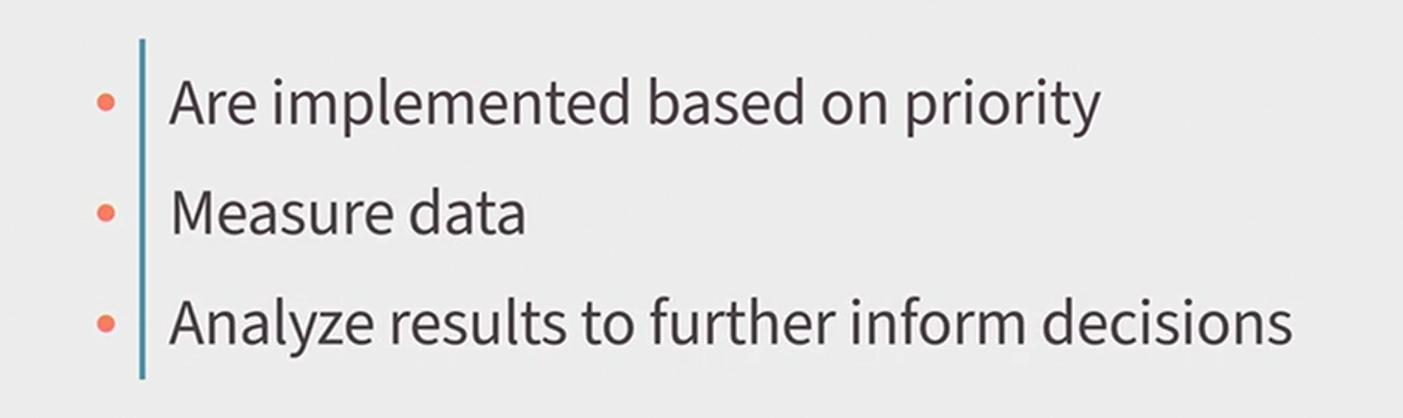 Are implemented based on priority
Measure data
Analyze results to further inform decisions